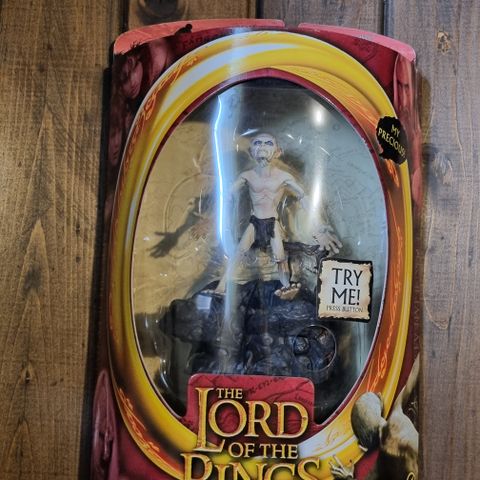 MY
PRECIOUS!
TRY
ME!
PRESS BUTTON
THE
LORD
OF THE
RINGS